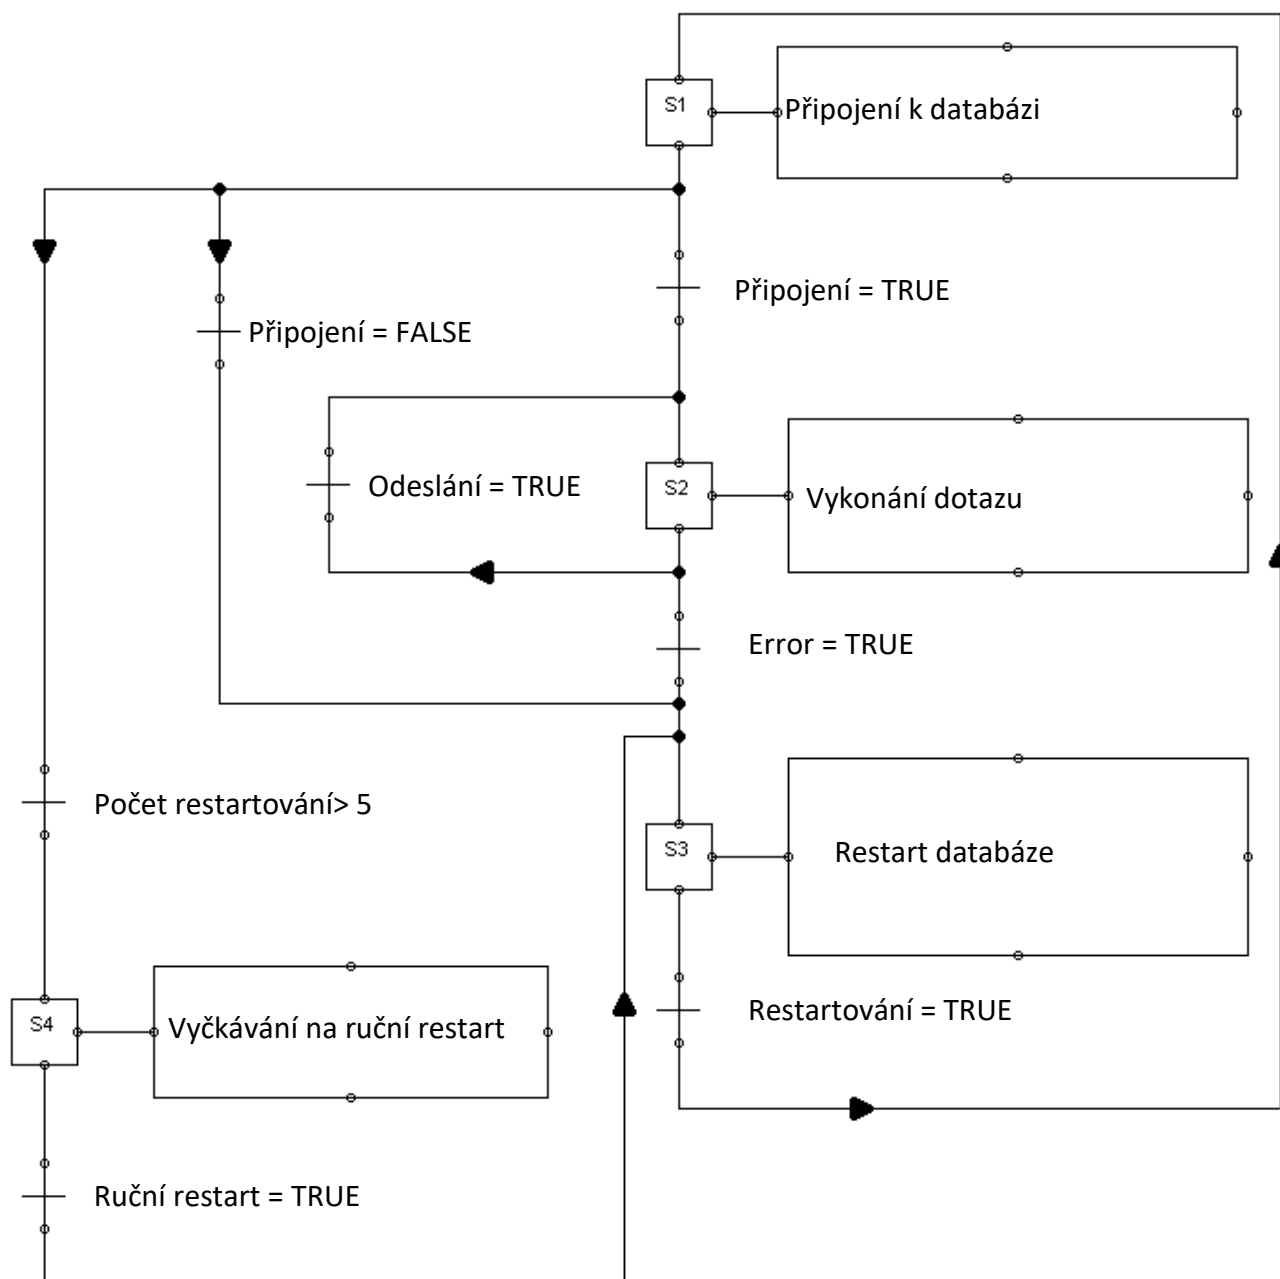 S1
Připojení k databázi
Připojení = TRUE
Připojení = FALSE
Odeslání = TRUE
S2
Vykonání dotazu
Error = TRUE
Počet restartování> 5
S3
Restart databáze
Restartování = TRUE
S4
Vyčkávání na ruční restart
Ruční restart = TRUE